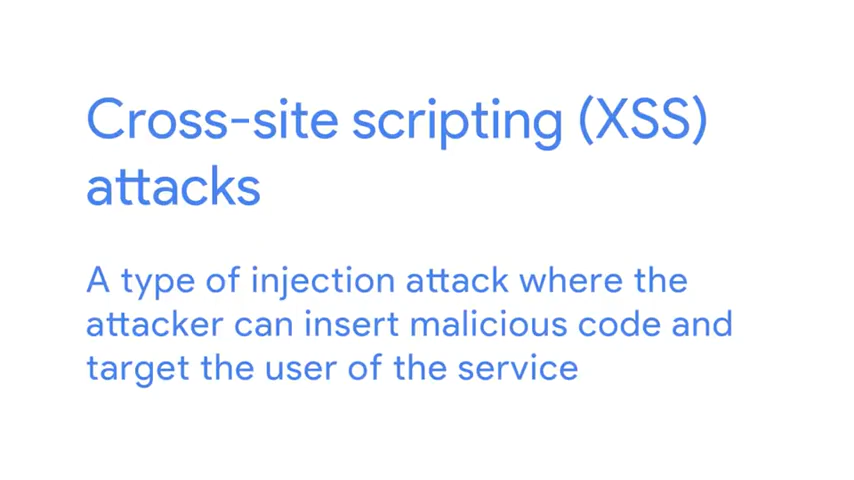 Cross-site scripting (XSS)
attacks
A type of injection attack where the
attacker can insert malicious code and
target the user of the service